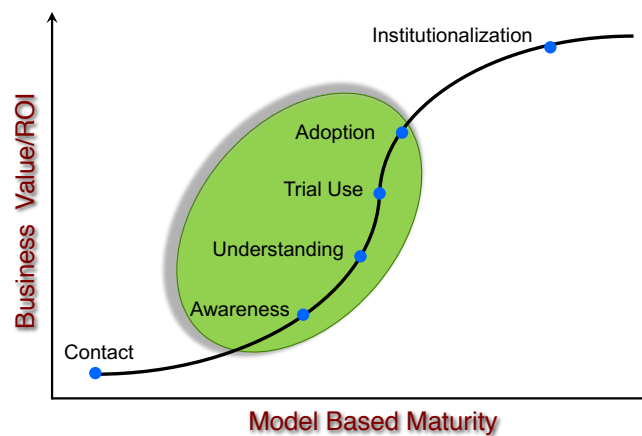 Institutionalization
Adoption
Trial Use
Understanding
Awareness
Contact
Business Value/ROI
Model Based Maturity